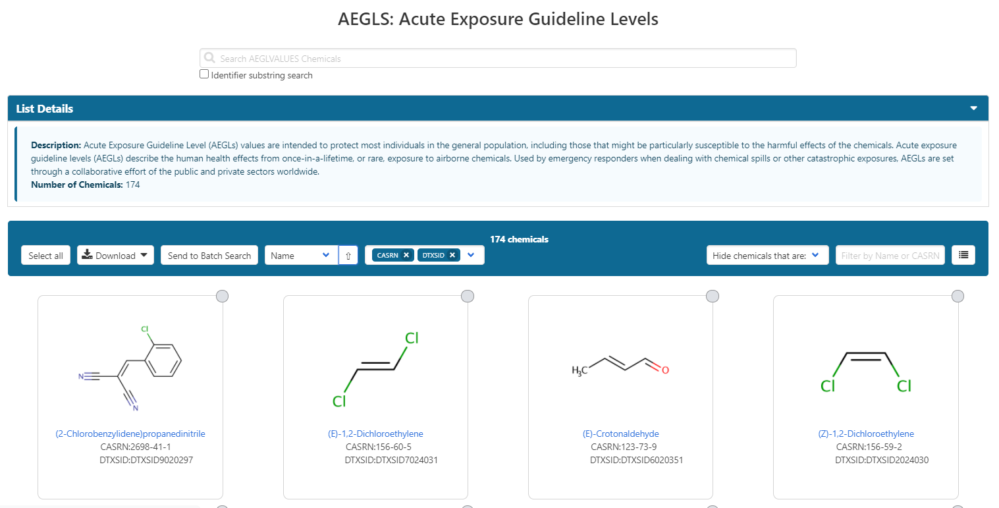 AEGLS: Acute Exposure Guideline Levels
Search AEGLVALUES Chemicals
Identifier substring search
List Details
Description: Acute Exposure Guideline Level (AEGLs) values are intended to protect most individuals in the general population, including those that might be particularly susceptible to the harmful effects of the chemicals. Acute exposure
guideline levels (AEGLs) describe the human health effects from once-in-a-lifetime, or rare, exposure to airborne chemicals. Used by emergency responders when dealing with chemical spills or other catastrophic exposures, AEGLs are set
through a collaborative effort of the public and private sectors worldwide.
Number of Chemicals: 174
174 chemicals
Select all Download Send to Batch Search Name ⇧ CASRN × DTXSID × Hide chemicals that are: Filter by Name or CASRN
Cl
N
N
(2-Chlorobenzylidene)propanedinitrile
CASRN:2698-41-1
DTXSID:DTXSID9020297
Cl
Cl
(E)-1,2-Dichloroethylene
CASRN:156-60-5
DTXSID:DTXSID7024031
H3C O
(E)-Crotonaldehyde
CASRN:123-73-9
DTXSID:DTXSID6020351
Cl Cl
(Z)-1,2-Dichloroethylene
CASRN:156-59-2
DTXSID:DTXSID2024030